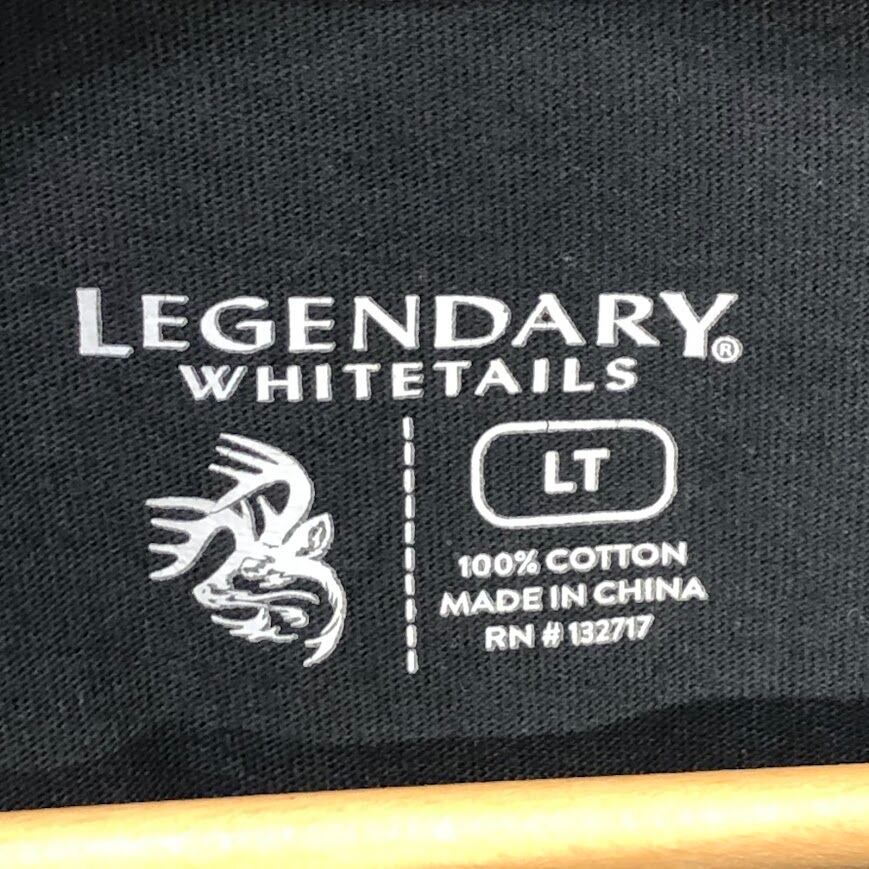 LEGENDARY®
WHITETAILS
LT
100% COTTON
MADE IN CHINA
RN # 132717